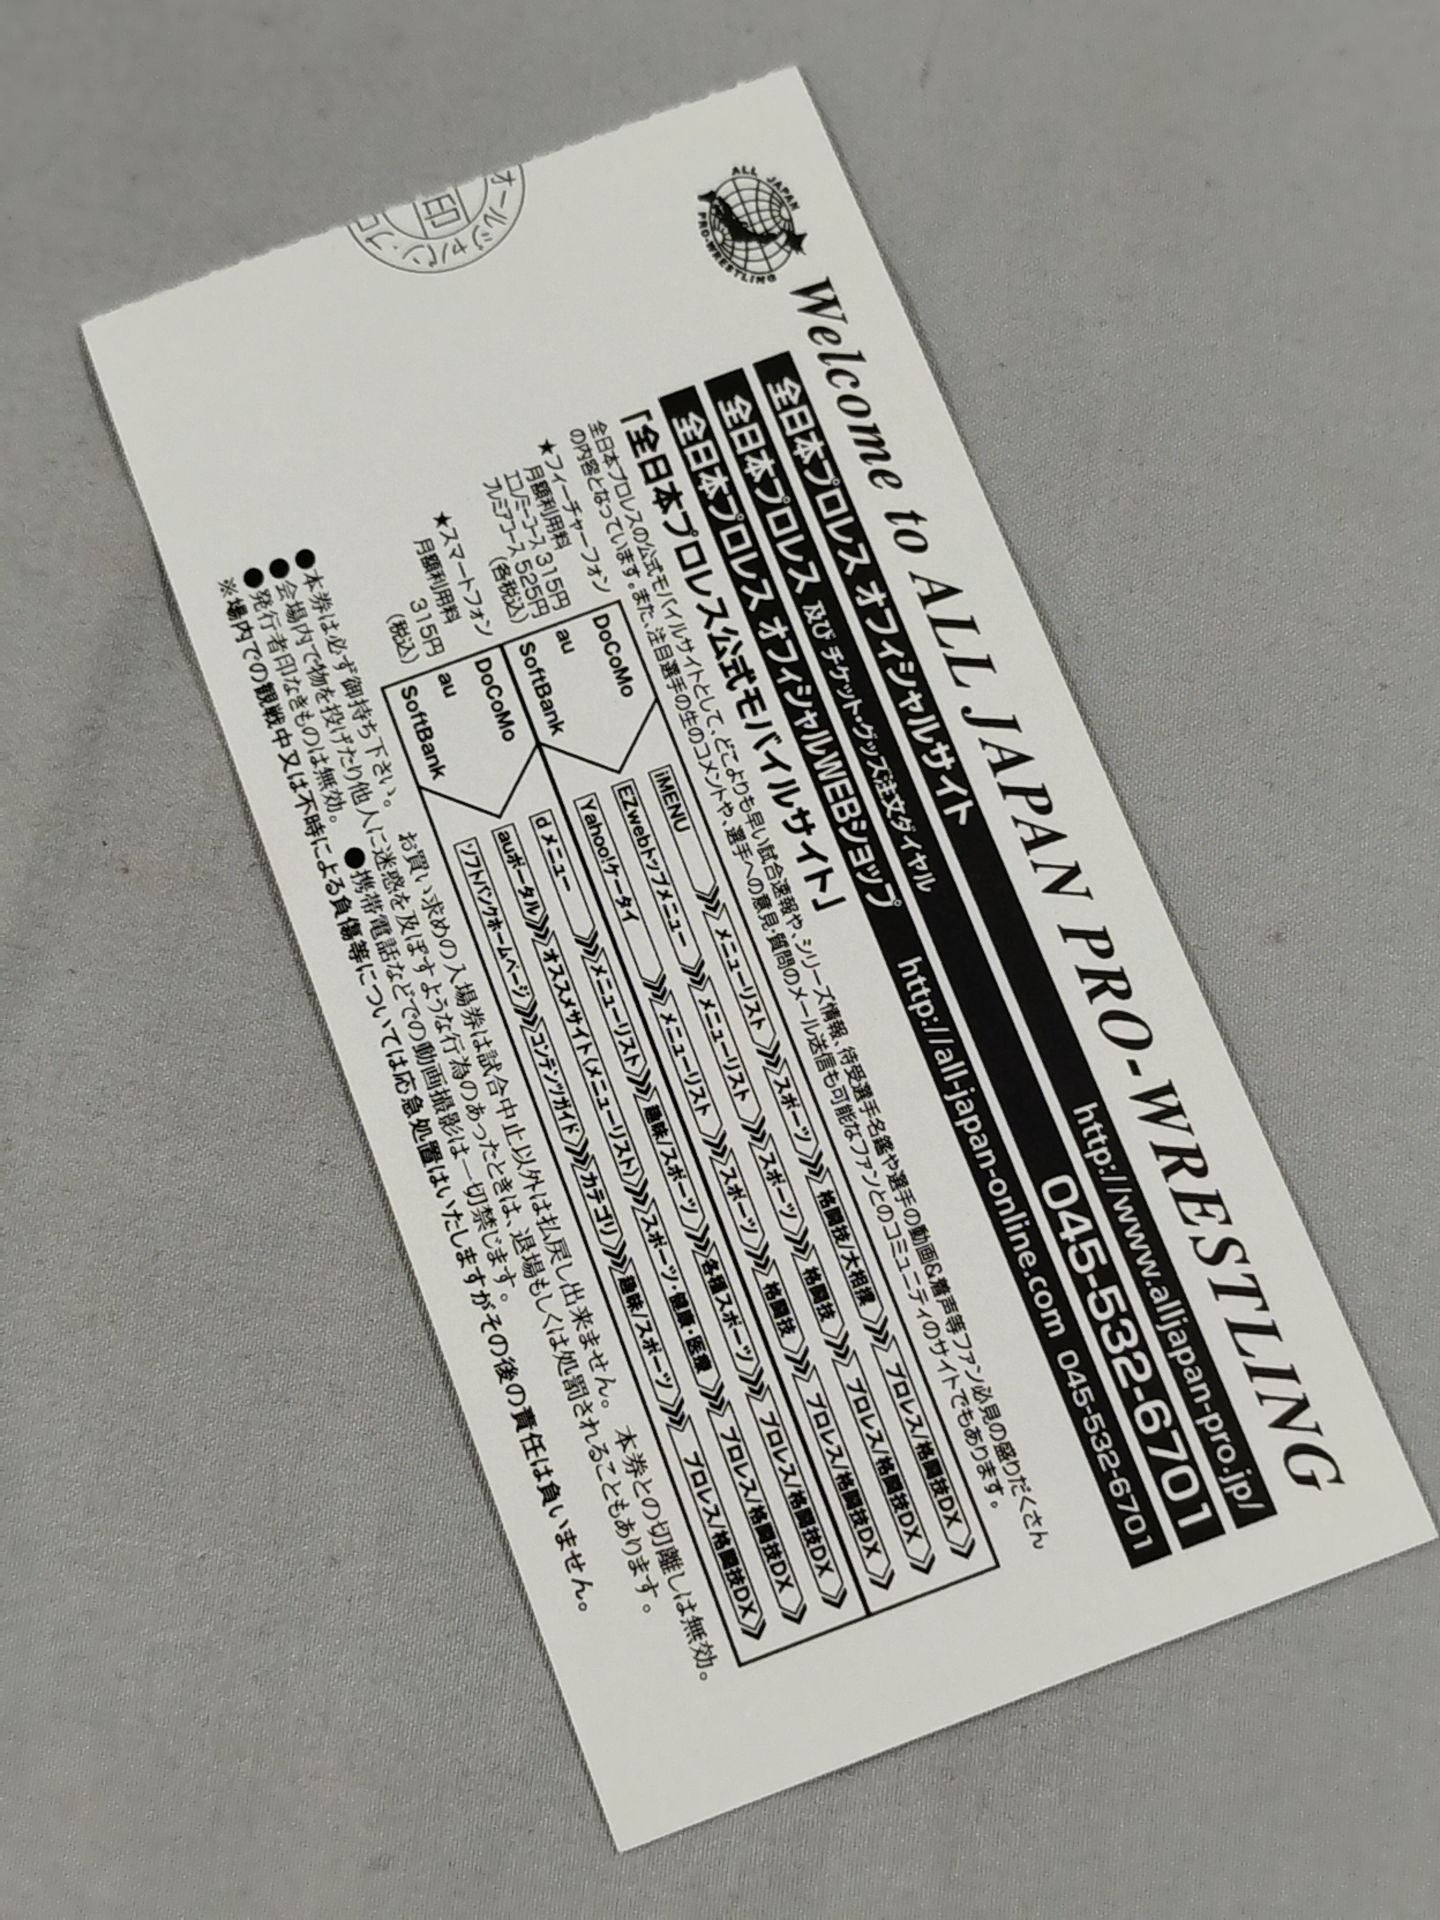 ALL JAPAN
PRO-WRESTLING
Welcome to ALL JAPAN PRO-WRESTLING
全日本プロレス オフィシャルサイト http://www.alljapan-pro.jp/
全日本プロレス 及び チケット・グッズ注文ダイヤル 045-532-6701
全日本プロレス オフィシャルWEBショップ http://all-japan-online.com 045-532-6701
「全日本プロレス公式モバイルサイト」
全日本プロレスの公式モバイルサイトとして、どこよりも早い試合速報や、シリーズ情報、待受選手名鑑や選手の動画&着声等ファン必見の盛りだくさん
の内容となっています。また、注目選手の生のコメントや、選手への意見・質問のメール送信も可能なファンとのコミューティのサイトでもあります。
★フィーチャーフォン
月額利用料
エコノミーコース 315円
プレミアコース 525円
(各税込)
DoCoMo iMENU メニューリスト スポーツ 格闘技/大相撲 プロレス/格闘技DX
au EZwebトップメニュー メニューリスト スポーツ 格闘技 プロレス/格闘技DX
SoftBank Yahoo!ケータイ メニューリスト スポーツ 格闘技 プロレス/格闘技DX
★スマートフォン
月額利用料
315円
(税込)
DoCoMo dメニュー メニューリスト 趣味/スポーツ 各種スポーツ プロレス/格闘技DX
au auポータル オススメサイト(メニューリスト) スポーツ・健康・医療 プロレス/格闘技DX
SoftBank ソフトバンクホームページ コンテンツガイド カテゴリ 趣味/スポーツ プロレス/格闘技DX
●本券は必ず御持ち下さい。 お買い求めの入場券は試合中止以外は払戻し出来ません。 本券との切離しは無効。
●会場内で物を投げたり他人に迷惑を及ぼすような行為のあったときは、退場もしくは処罰されることもあります。
●発行者印なきものは無効。 ●携帯電話などでの動画撮影は一切禁じます。
※場内での観戦中又は不時による負傷等については応急処置はいたしますがその後の責任は負いません。
オールジャパン・プロ
印